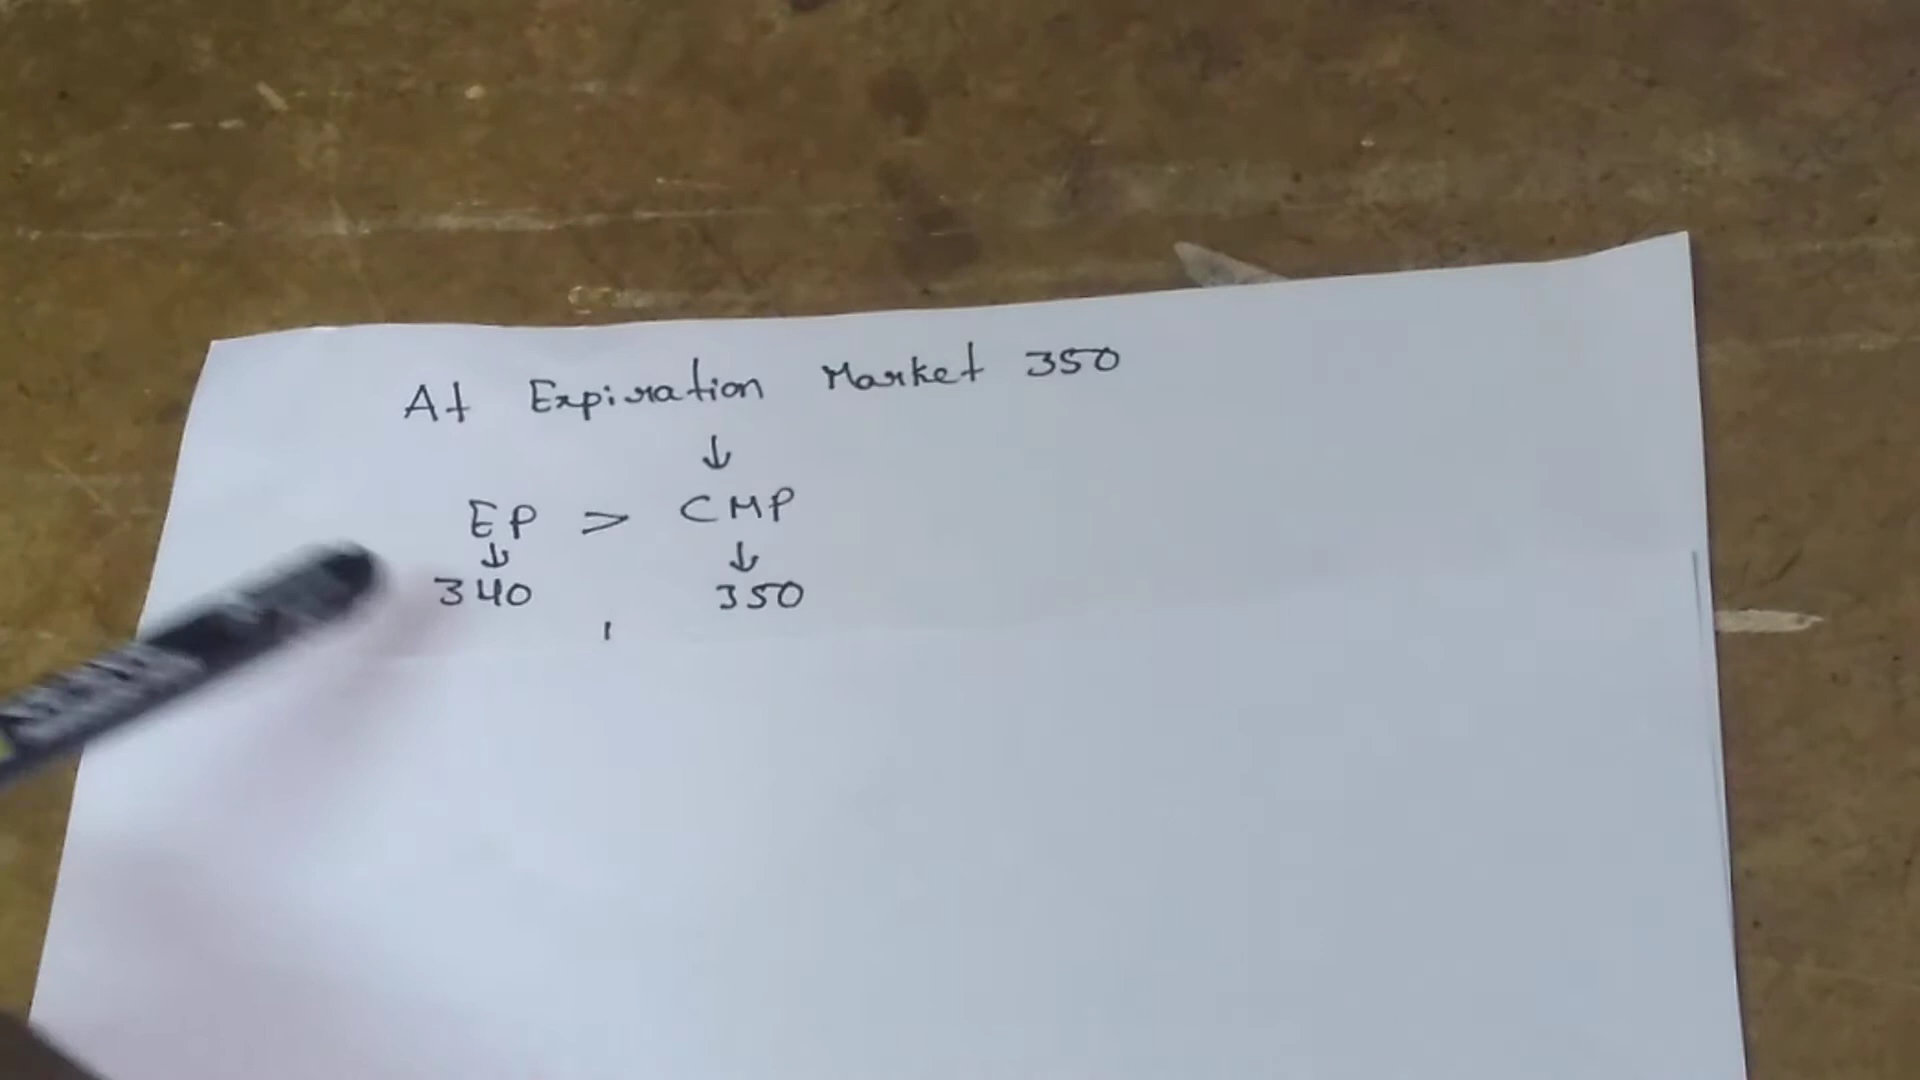 At Expiration Market 350
↓
EP > CMP
↓ ↓
340 350